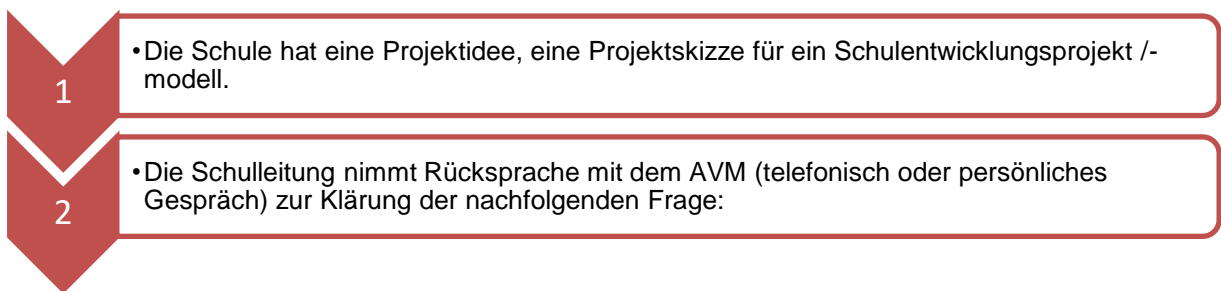 1
•Die Schule hat eine Projektidee, eine Projektskizze für ein Schulentwicklungsprojekt /-
modell.
2
•Die Schulleitung nimmt Rücksprache mit dem AVM (telefonisch oder persönliches
Gespräch) zur Klärung der nachfolgenden Frage: